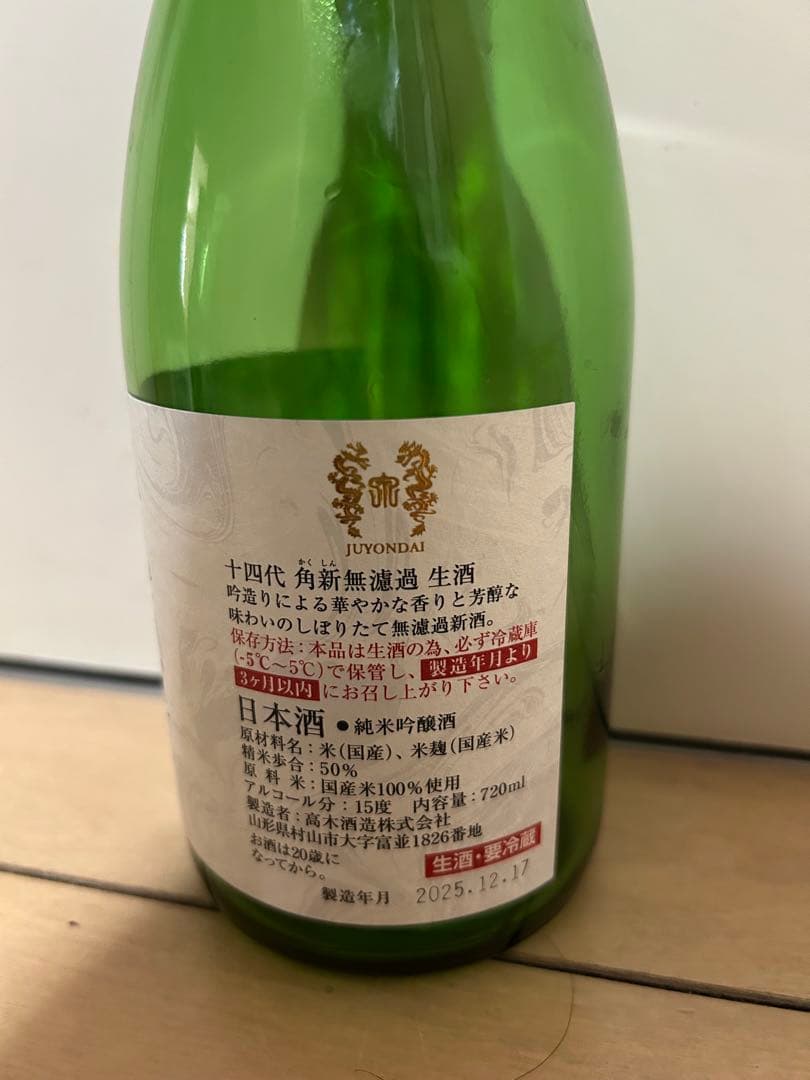 JUYONDAI
かくしん
十四代 角新無濾過 生酒
吟造りによる華やかな香りと芳醇な
味わいのしぼりたて無濾過新酒。
保存方法:本品は生酒の為、必ず冷蔵庫
(-5℃〜5℃)で保管し、製造年月より
3ヶ月以内にお召し上がり下さい。
日本酒 ●純米吟醸酒
原材料名:米(国産)、米麹(国産米)
精米歩合:50%
原料米:国産米100%使用
アルコール分:15度 内容量:720ml
製造者:高木酒造株式会社
山形県村山市大字富並1826番地
お酒は20歳に
なってから。
生酒・要冷蔵
製造年月 2025.12.17